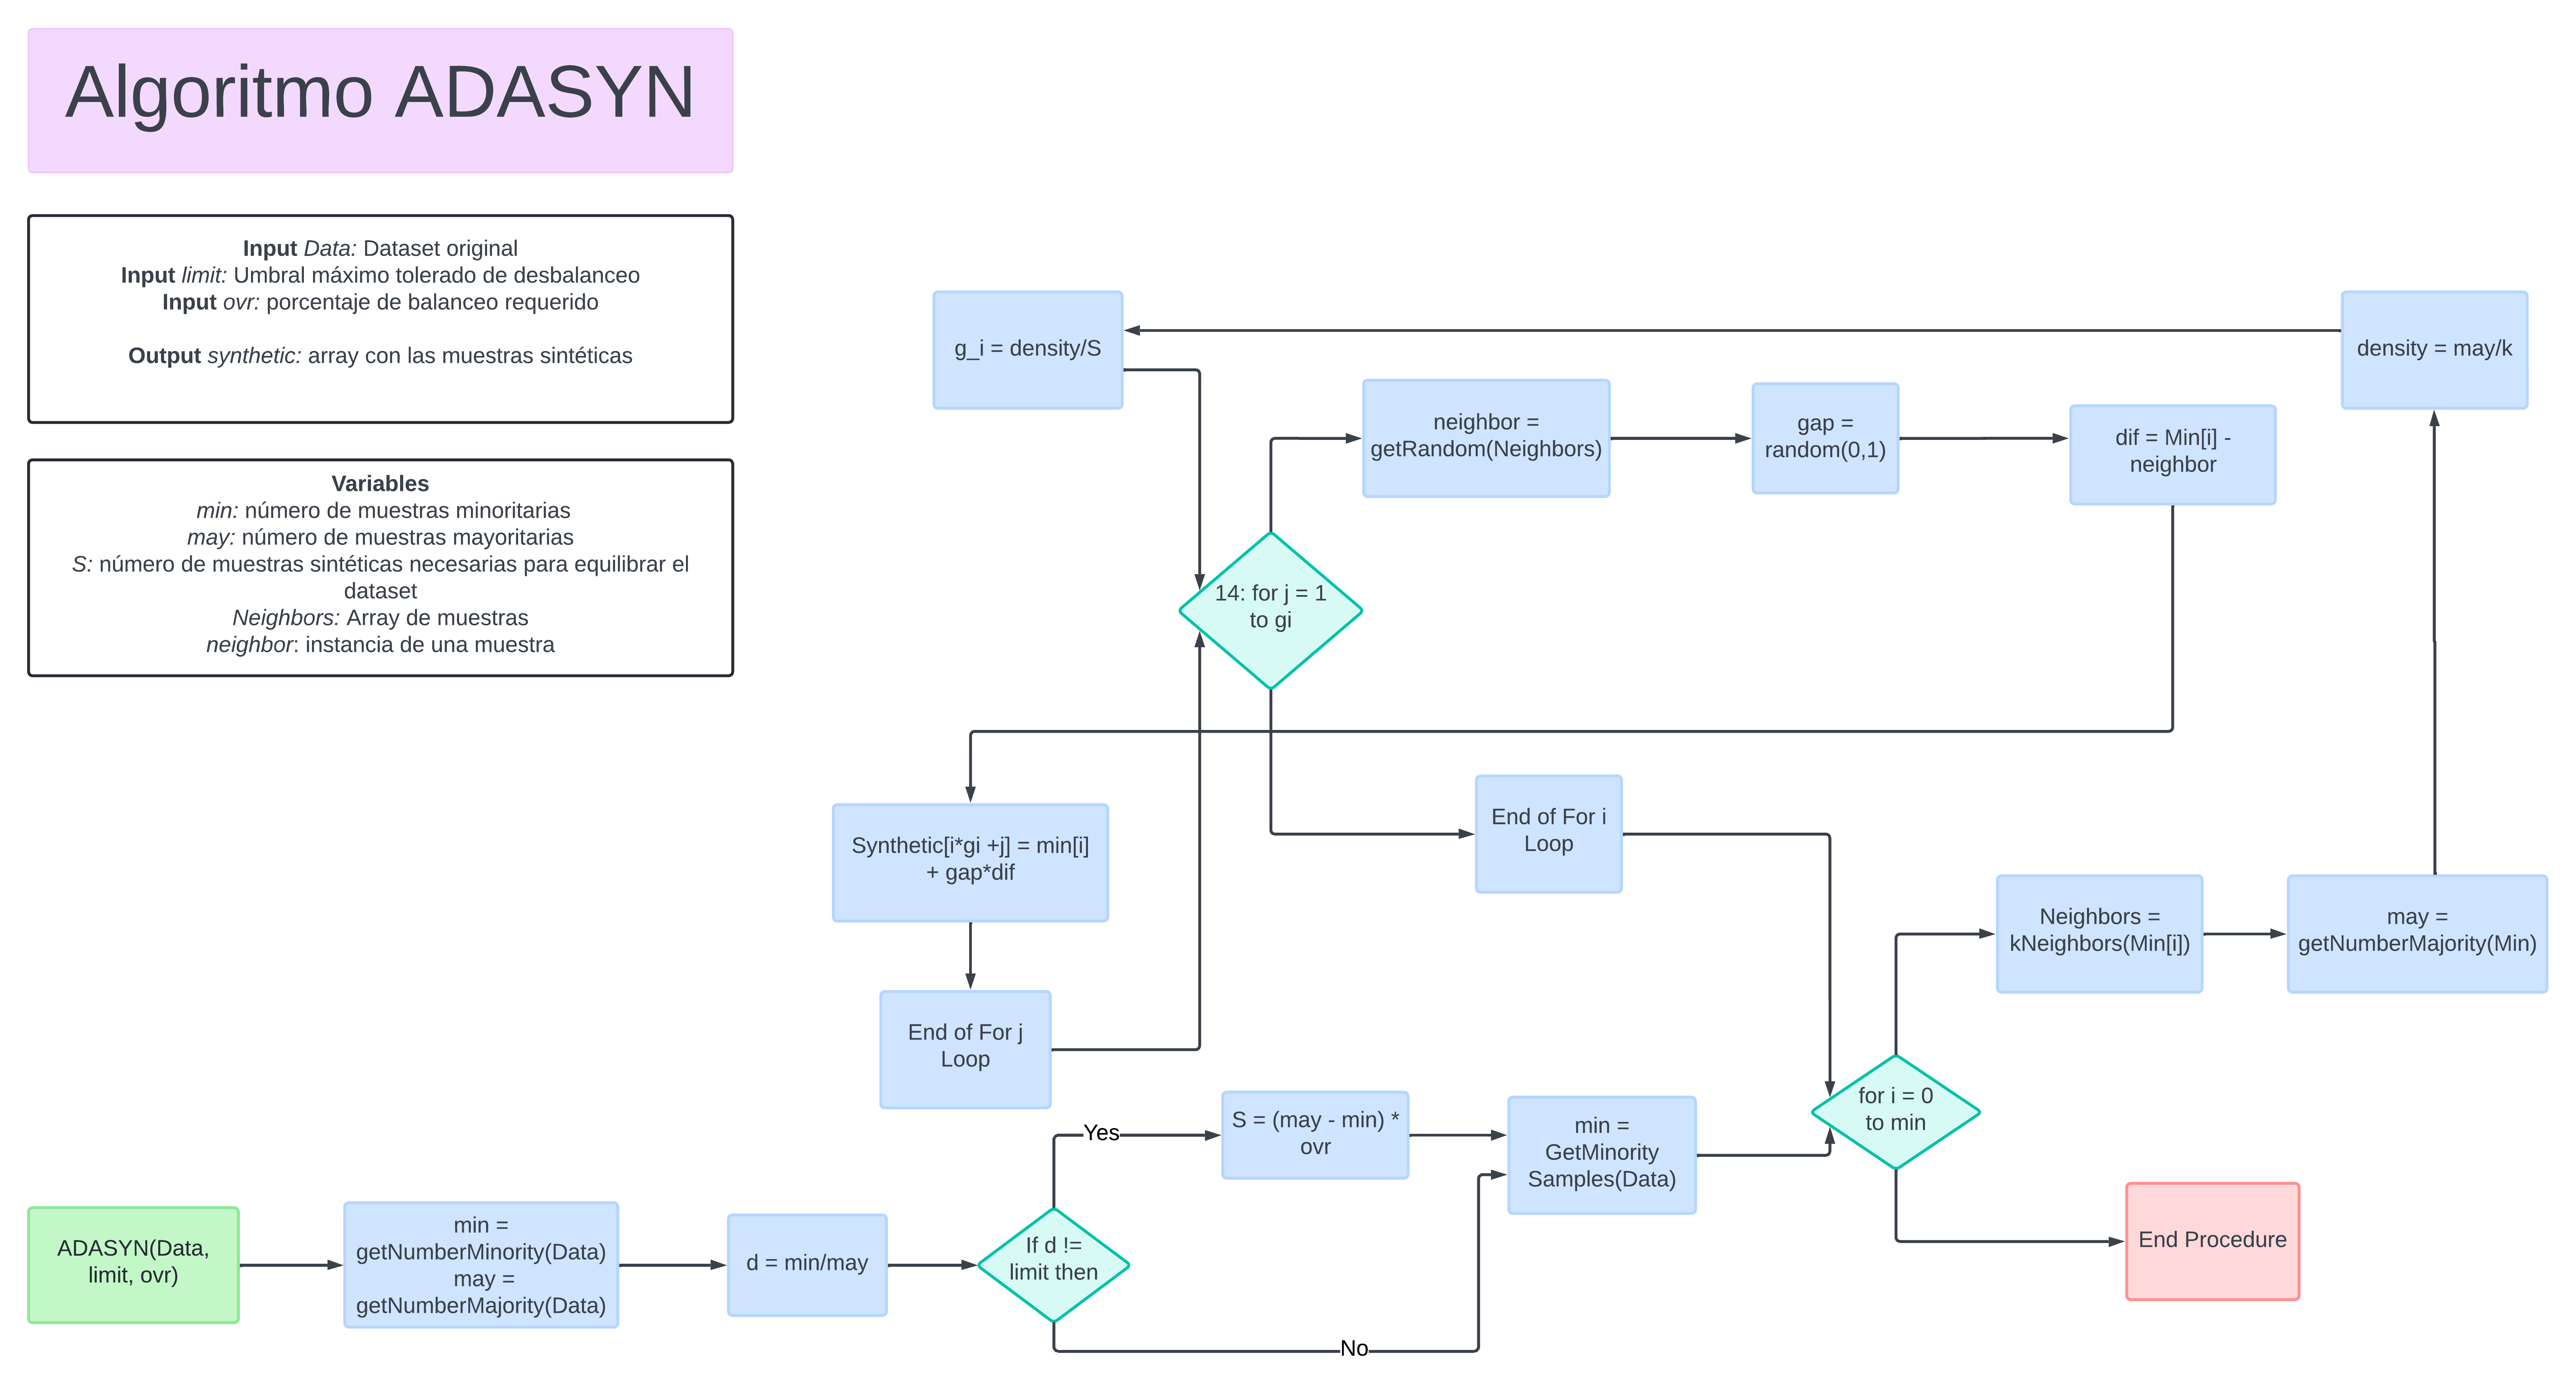 Algoritmo ADASYN
Input Data: Dataset original
Input limit: Umbral máximo tolerado de desbalanceo
Input ovr: porcentaje de balanceo requerido
Output synthetic: array con las muestras sintéticas
Variables
min: número de muestras minoritarias
may: número de muestras mayoritarias
S: número de muestras sintéticas necesarias para equilibrar el
dataset
Neighbors: Array de muestras
neighbor: instancia de una muestra
g_i = density/S
density = may/k
neighbor =
getRandom(Neighbors)
gap =
random(0,1)
dif = Min[i] -
neighbor
14: for j = 1
to gi
End of For i
Loop
Synthetic[i*gi +j] = min[i]
+ gap*dif
Neighbors =
kNeighbors(Min[i])
may =
getNumberMajority(Min)
End of For j
Loop
for i = 0
to min
Yes
S = (may - min) *
ovr
min =
GetMinority
Samples(Data)
ADASYN(Data,
limit, ovr)
min =
getNumberMinority(Data)
may =
getNumberMajority(Data)
d = min/may
If d !=
limit then
End Procedure
No